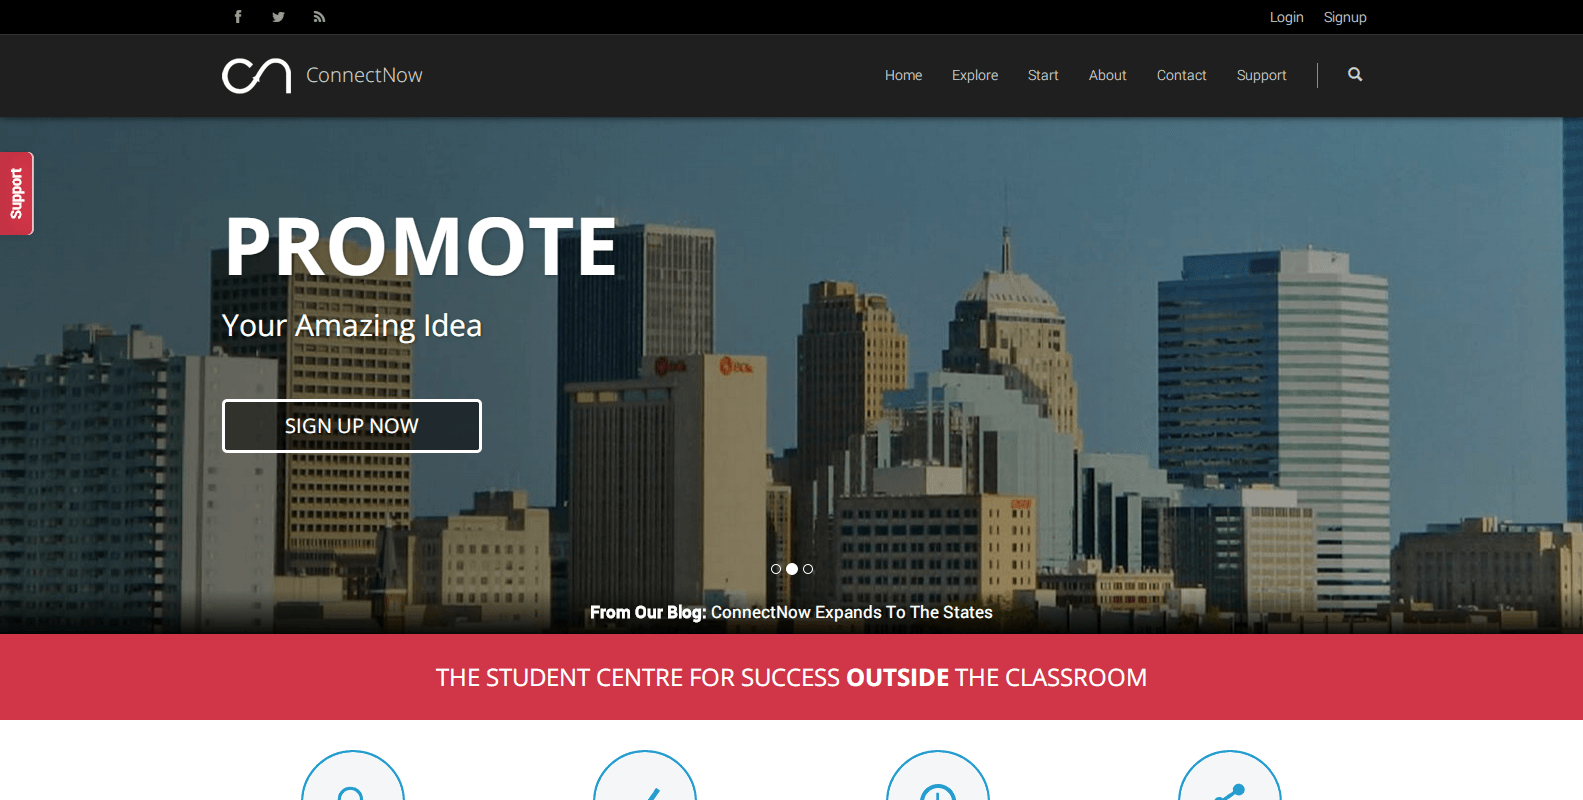 Login Signup
ConnectNow
Home Explore Start About Contact Support
Support
PROMOTE
Your Amazing Idea
SIGN UP NOW
From Our Blog: ConnectNow Expands To The States
THE STUDENT CENTRE FOR SUCCESS OUTSIDE THE CLASSROOM